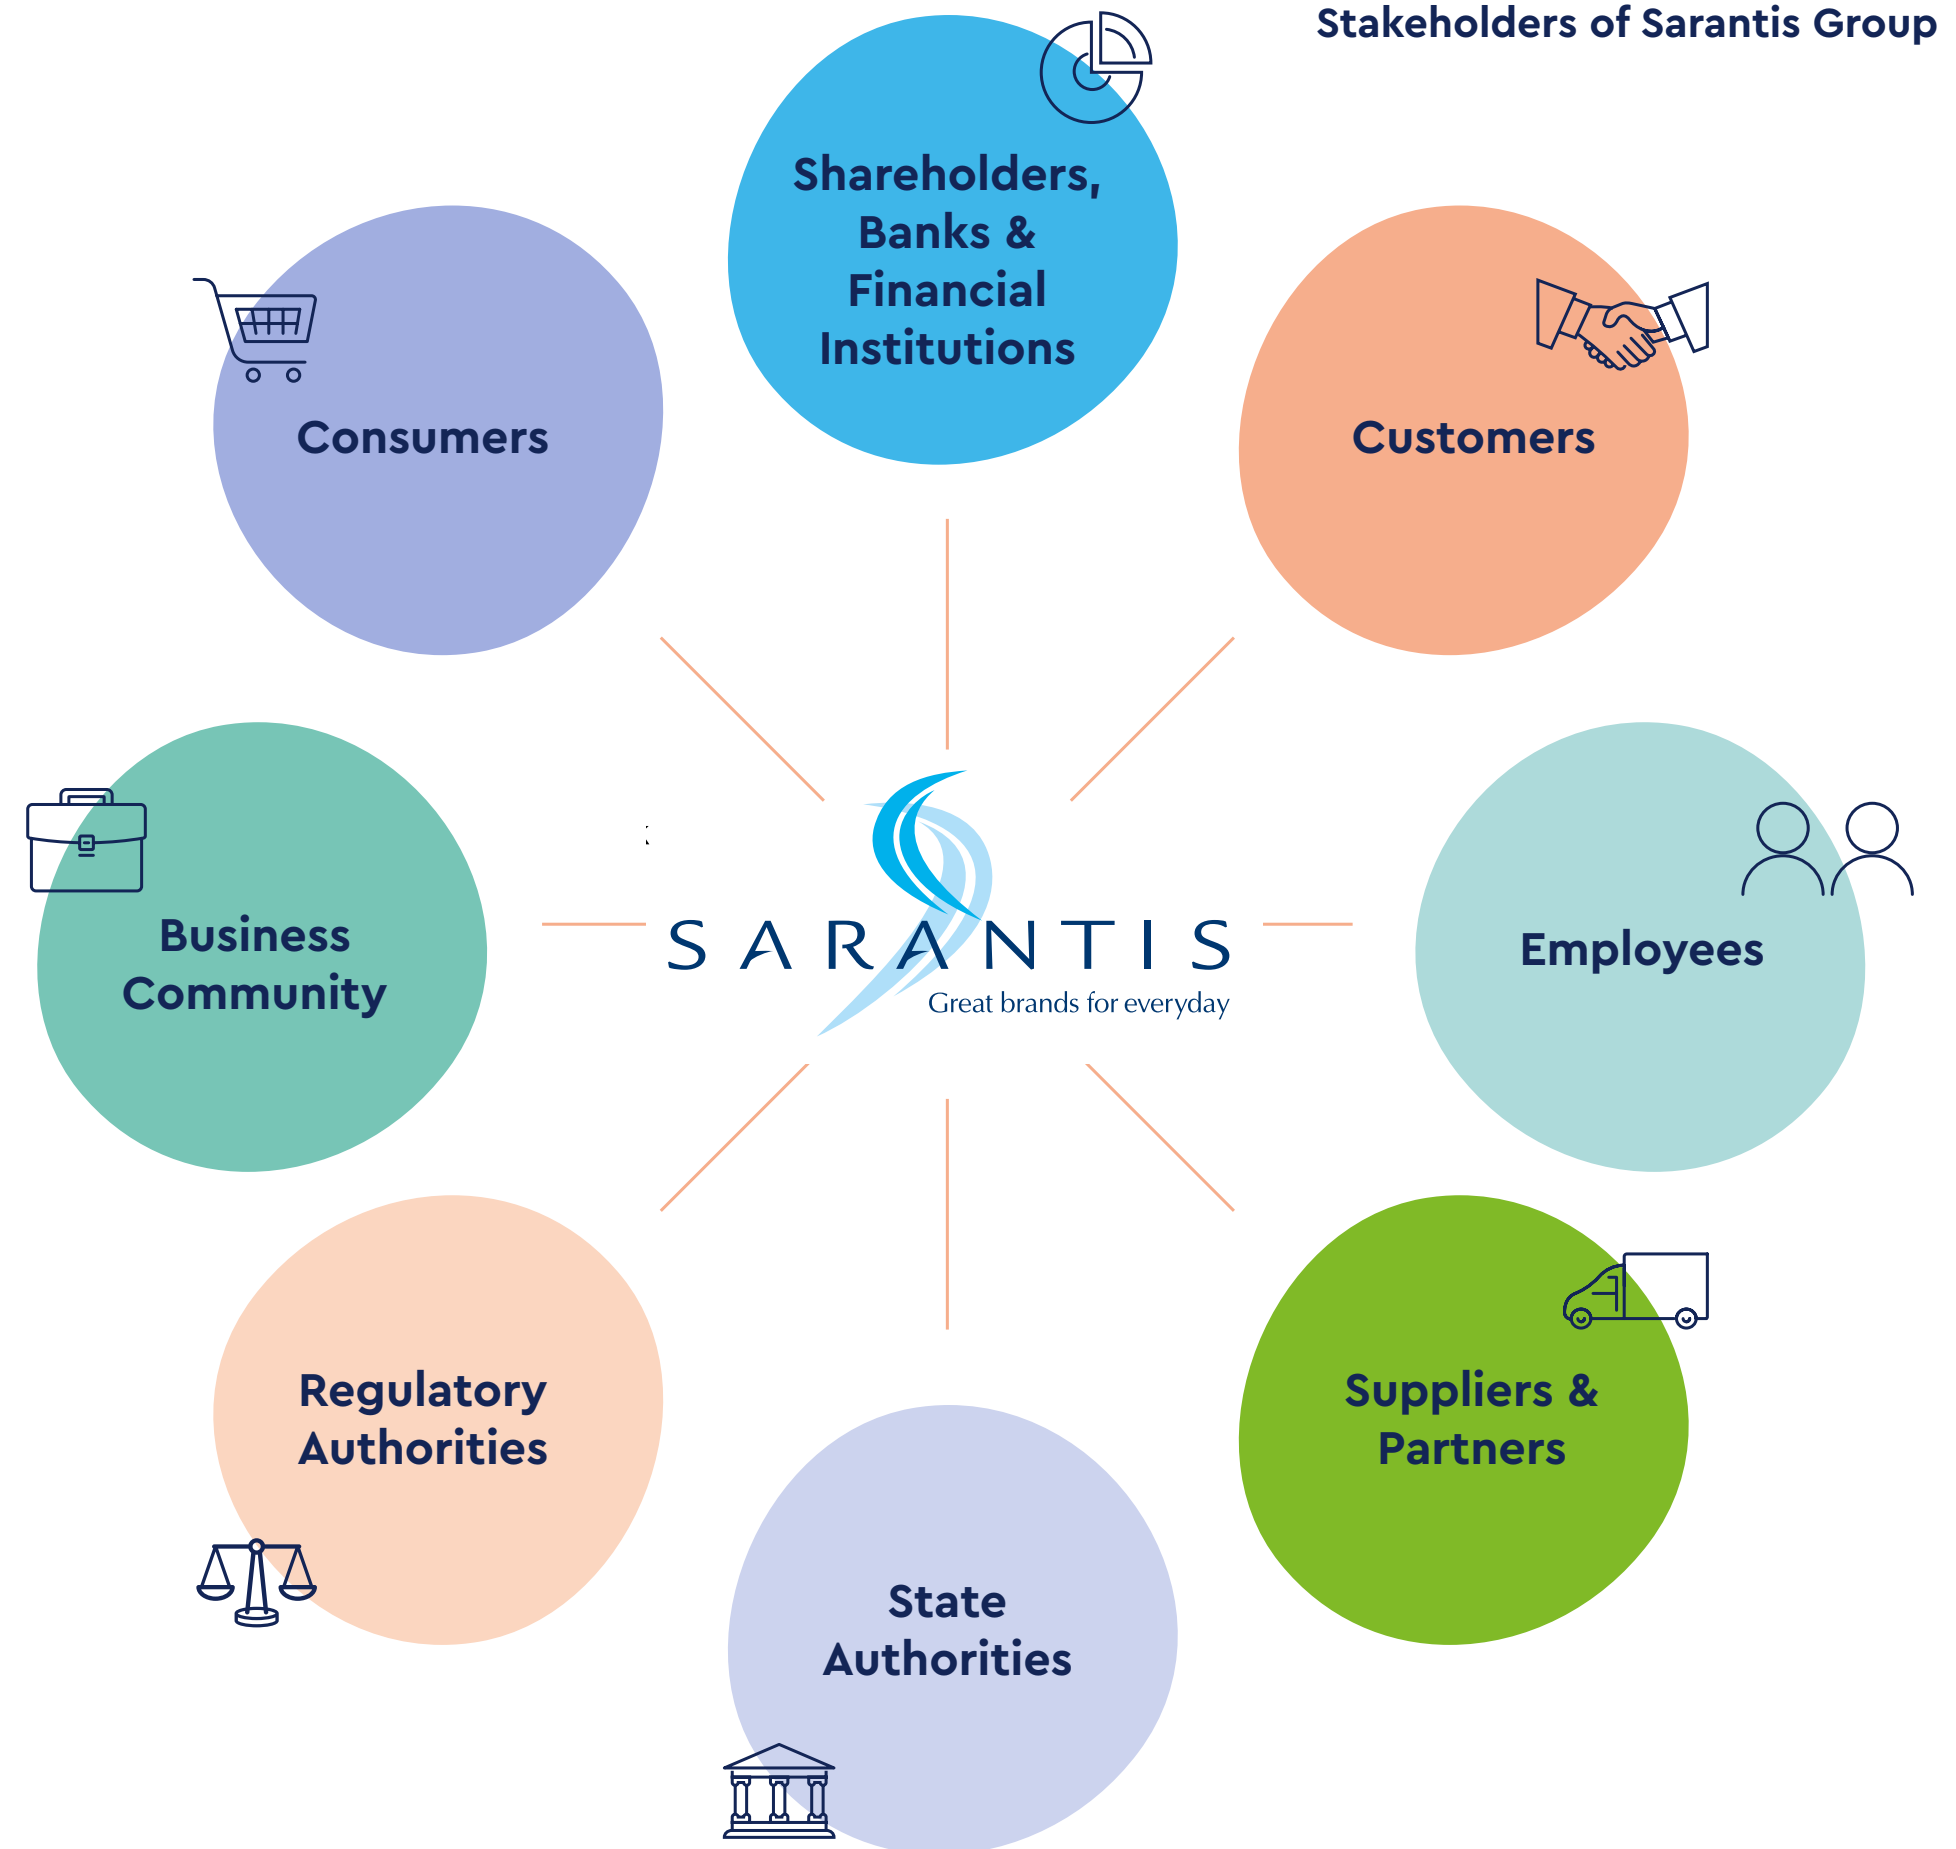 Stakeholders of Sarantis Group
Shareholders,
Banks &
Financial
Institutions
Consumers
Customers
Business
Community
SARANTIS
Great brands for everyday
Employees
Regulatory
Authorities
Suppliers &
Partners
State
Authorities